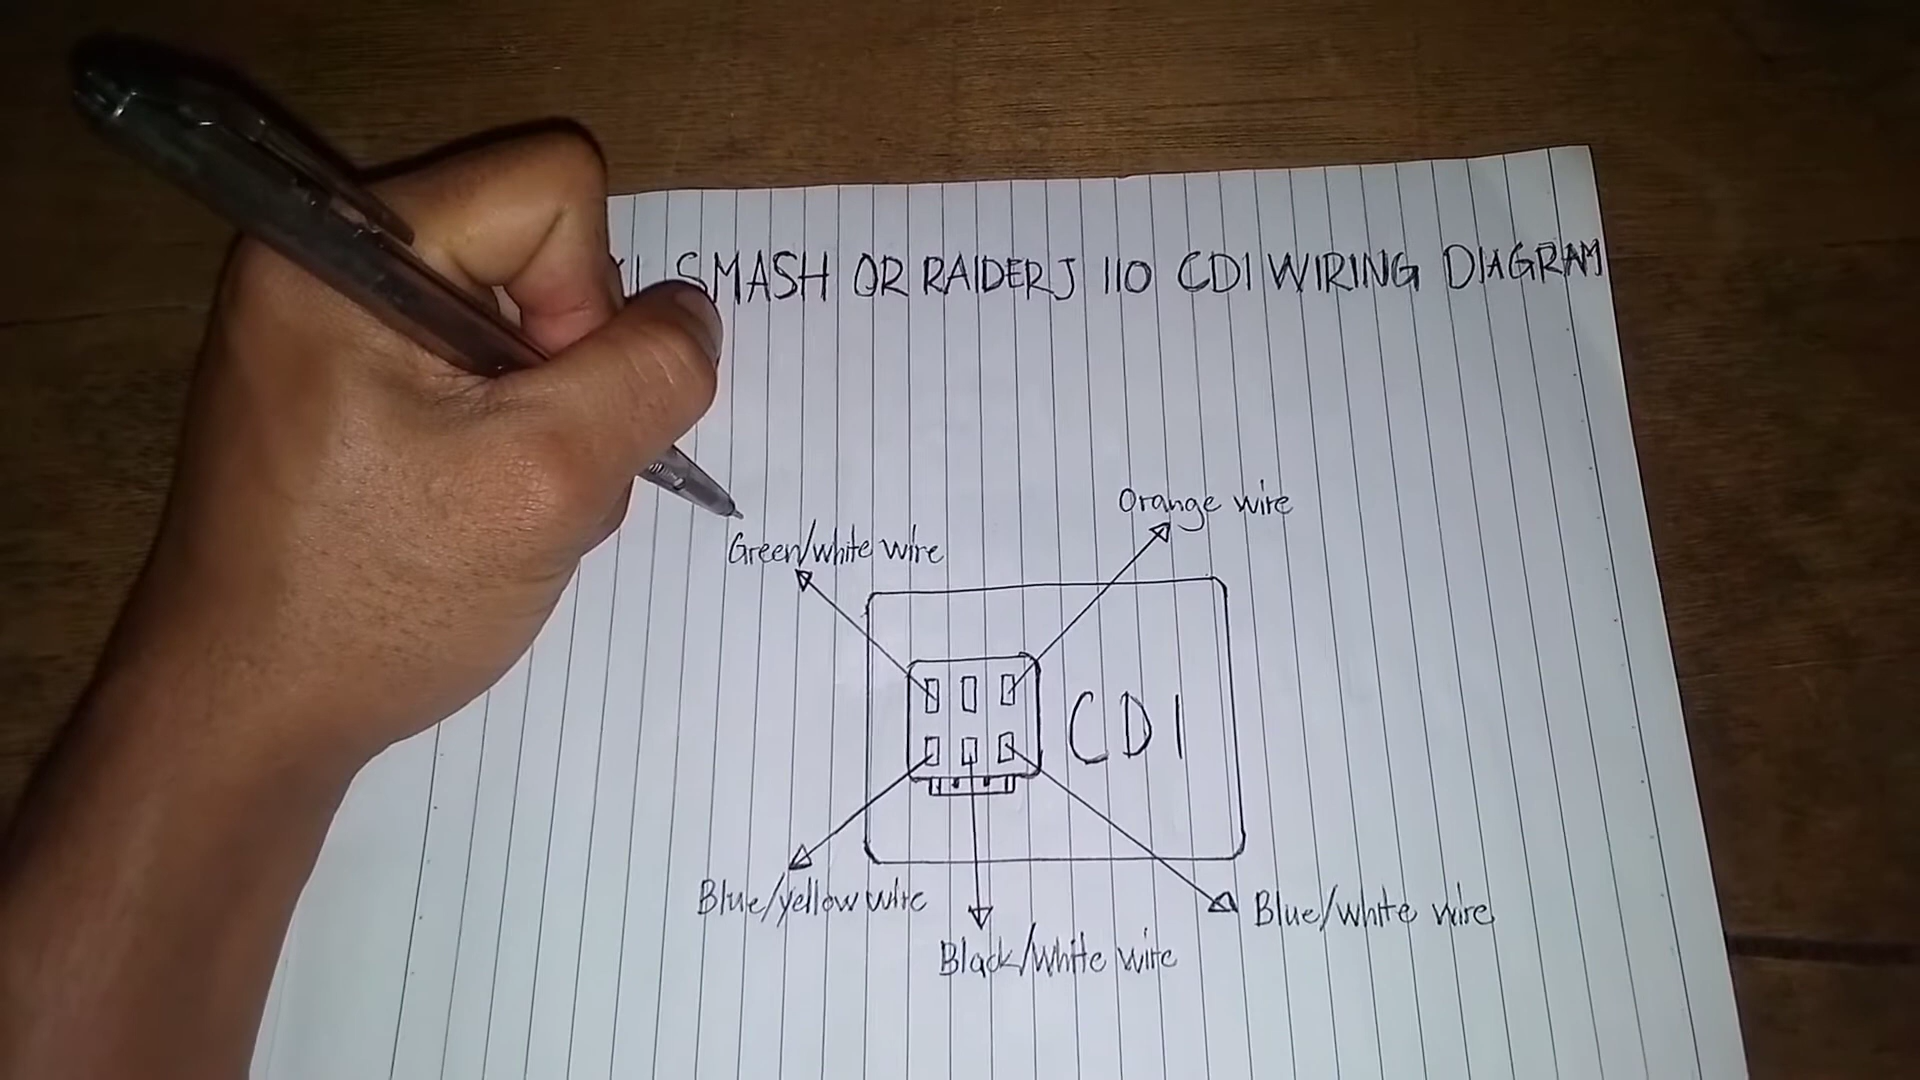 SMASH OR RAIDER J 110 CDI WIRING DIAGRAM
Orange wire
Green/white wire
CDI
Blue/yellow wire
Blue/white wire
Black/white wire